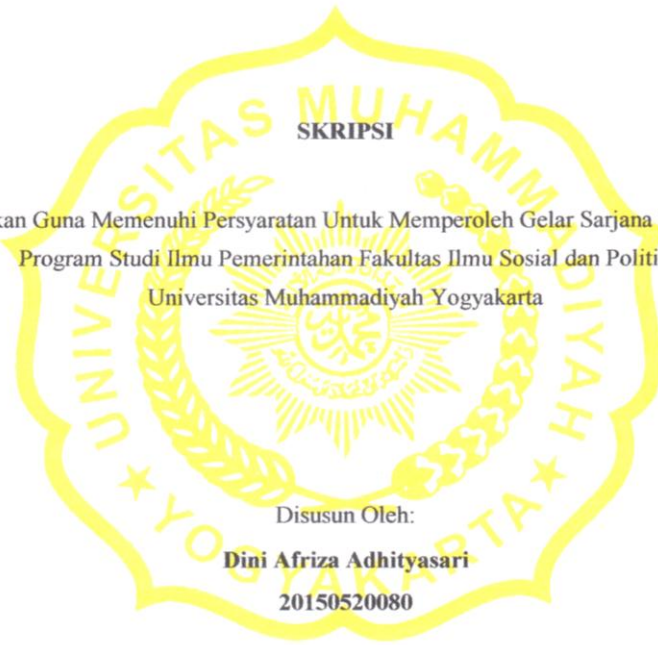 SKRIPSI
kan Guna Memenuhi Persyaratan Untuk Memperoleh Gelar Sarjana
Program Studi Ilmu Pemerintahan Fakultas Ilmu Sosial dan Politi
Universitas Muhammadiyah Yogyakarta
UNIVERSITAS MUHAMMADIYAH
★ YOGYAKARTA ★
Disusun Oleh:
Dini Afriza Adhityasari
20150520080